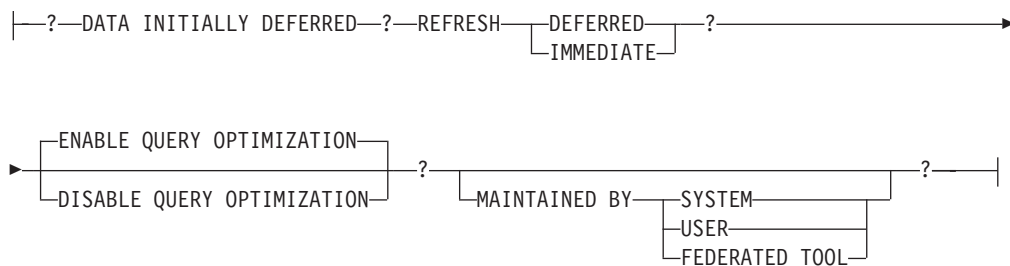 ? DATA INITIALLY DEFERRED ? REFRESH DEFERRED ?
IMMEDIATE
ENABLE QUERY OPTIMIZATION
? ?
DISABLE QUERY OPTIMIZATION MAINTAINED BY SYSTEM
USER
FEDERATED TOOL